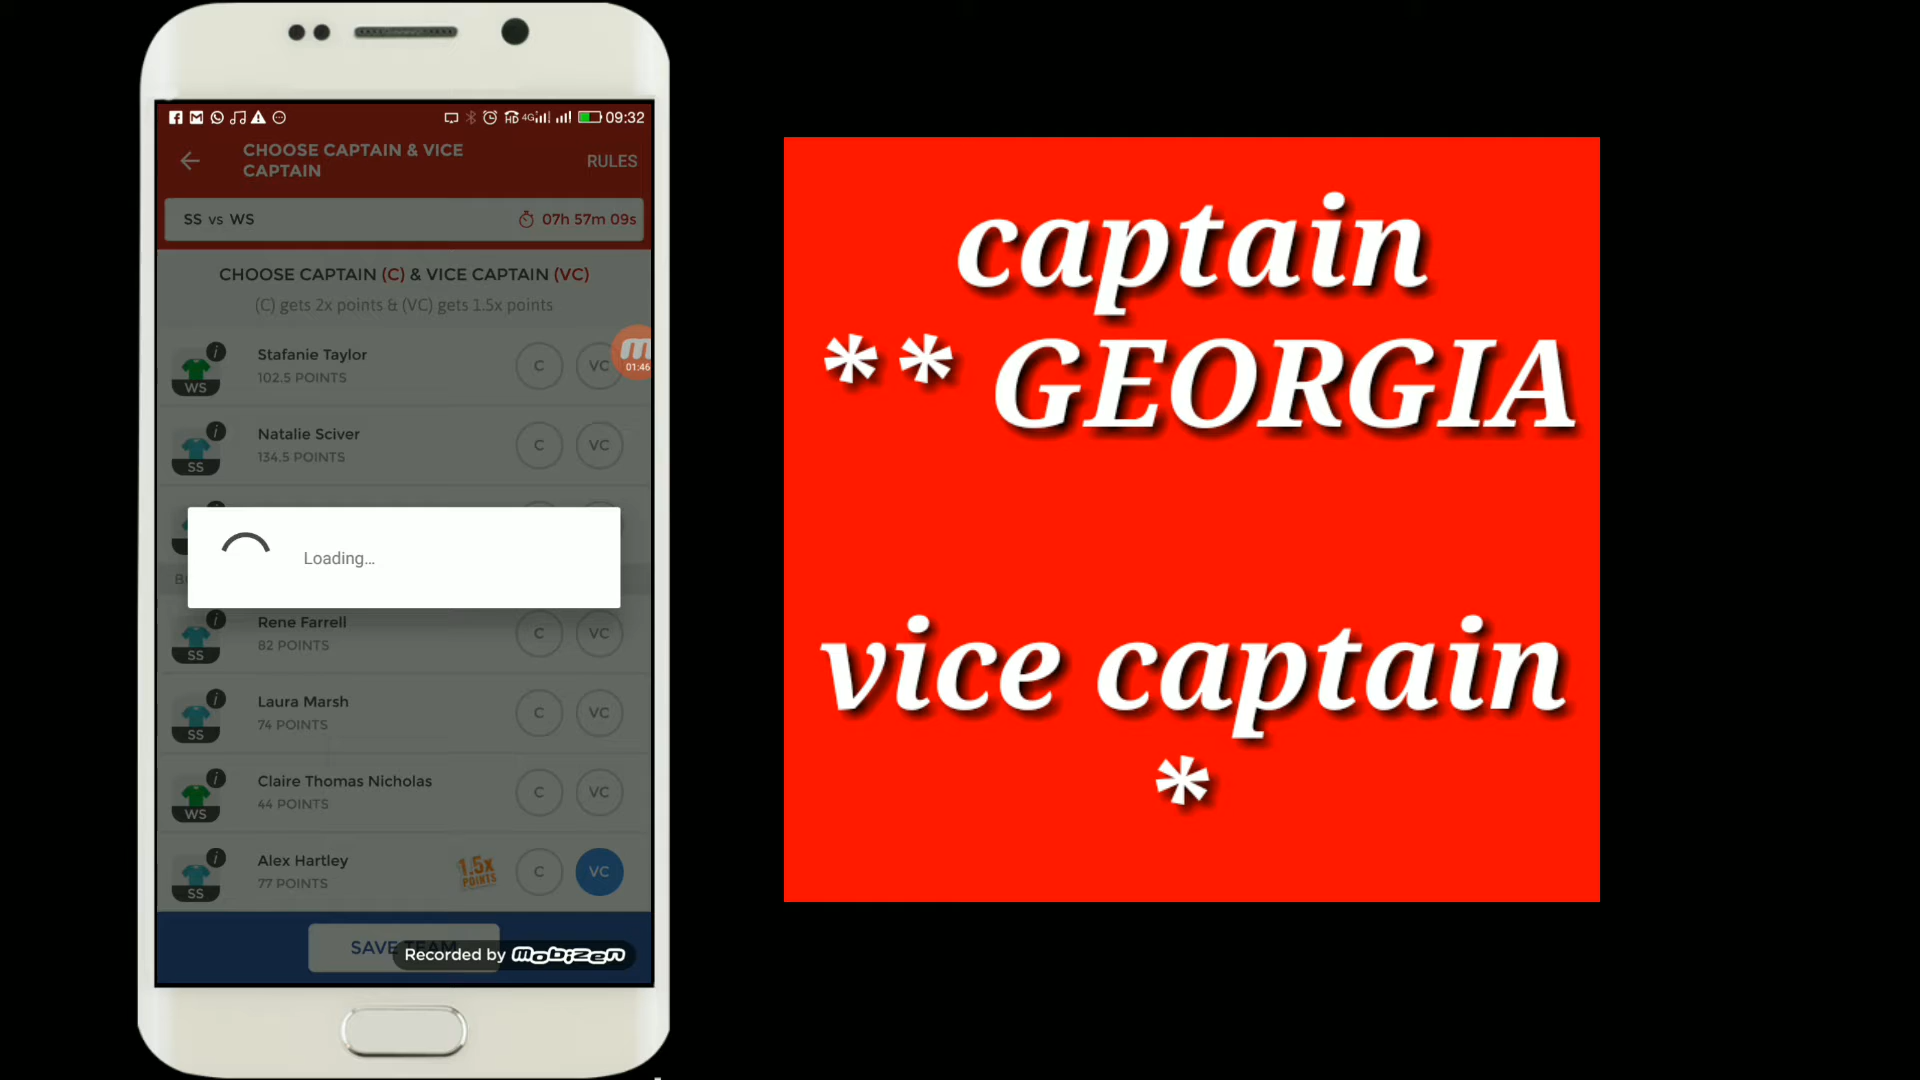 09:32
CHOOSE CAPTAIN & VICE
CAPTAIN
RULES
SS vs WS
07h 57m 09s
CHOOSE CAPTAIN (C) & VICE CAPTAIN (VC)
(C) gets 2x points & (VC) gets 1.5x points
Stafanie Taylor
102.5 POINTS
WS
C
VC
01:46
Natalie Sciver
134.5 POINTS
SS
C
VC
Loading...
Rene Farrell
82 POINTS
SS
C
VC
Laura Marsh
74 POINTS
SS
C
VC
Claire Thomas Nicholas
44 POINTS
WS
C
VC
Alex Hartley
77 POINTS
SS
1.5x
POINTS
C
VC
SAVE TEAM
Recorded by mobizen
captain
** GEORGIA
vice captain
*